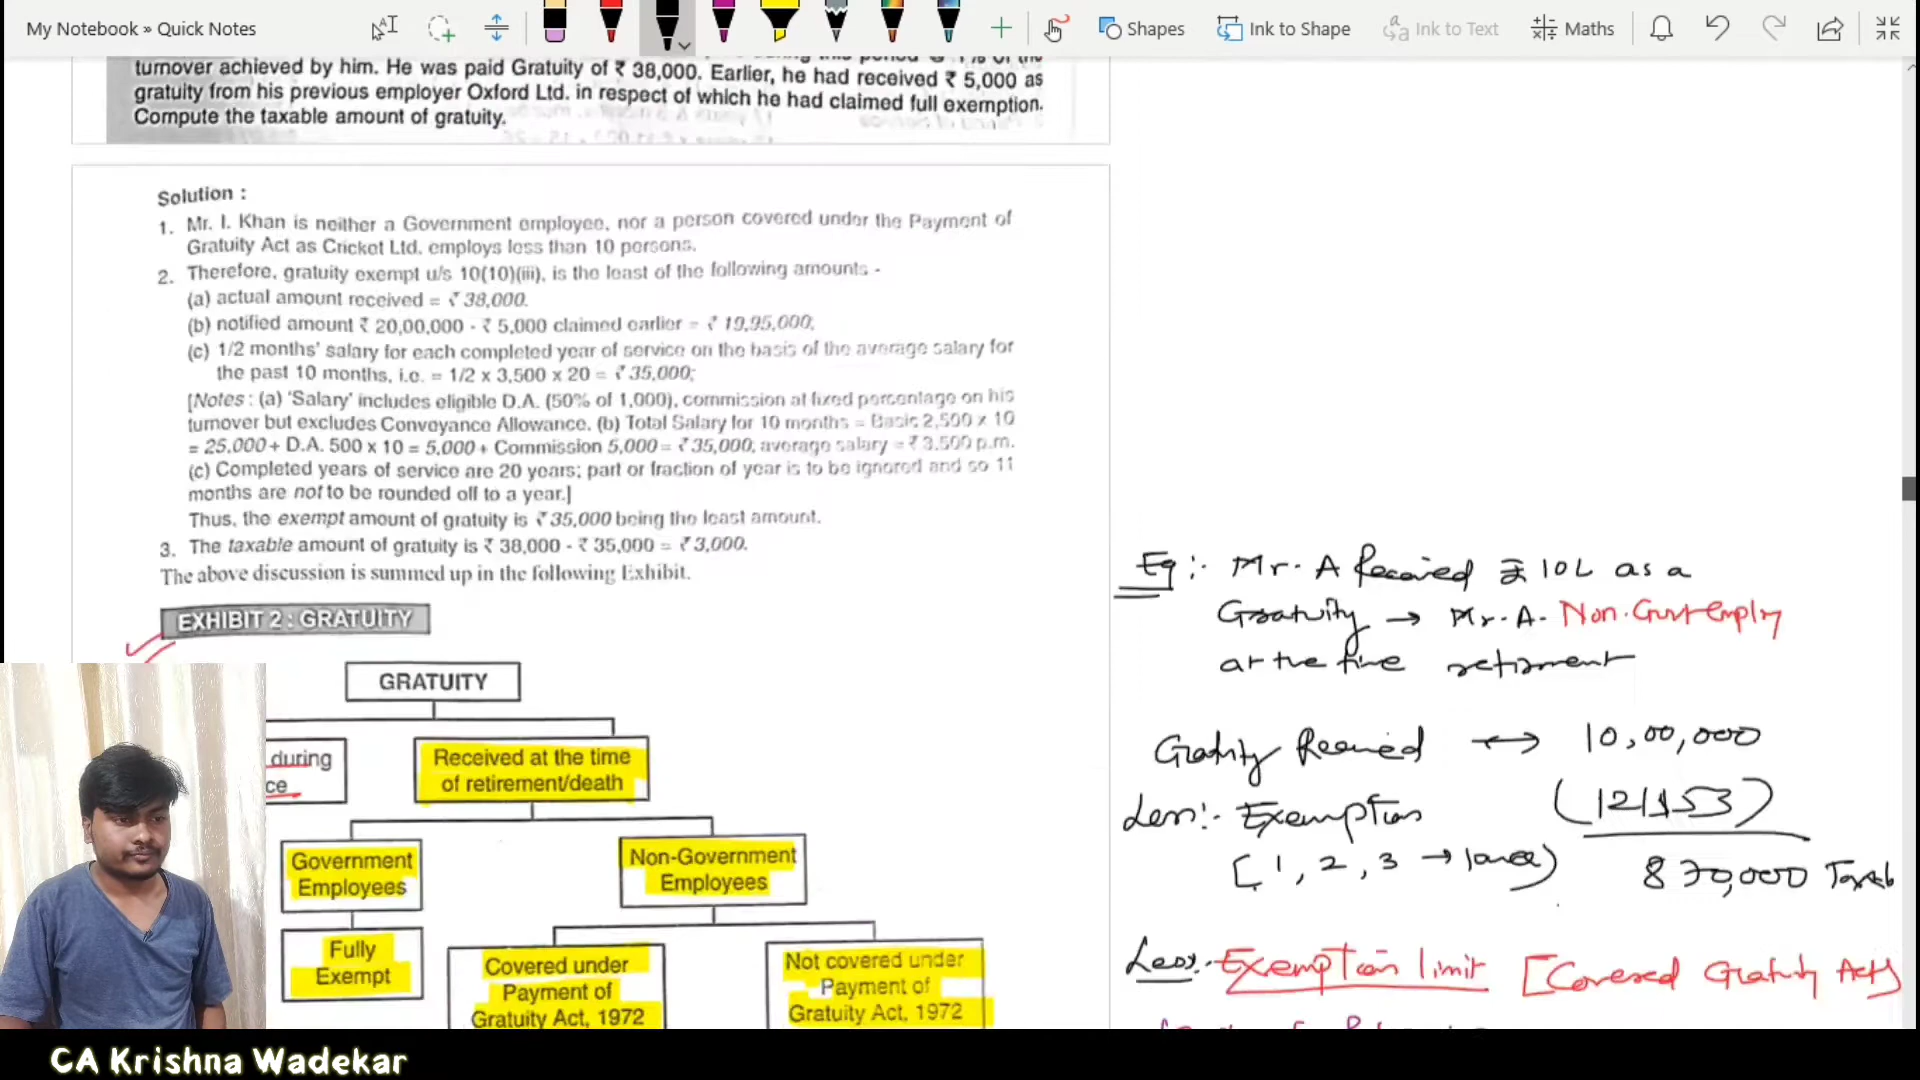 My Notebook » Quick Notes
Shapes
Ink to Shape
Ink to Text
Maths
turnover achieved by him. He was paid Gratuity of ₹ 38,000. Earlier, he had received ₹ 5,000 as
gratuity from his previous employer Oxford Ltd. in respect of which he had claimed full exemption.
Compute the taxable amount of gratuity.
Solution :
1. Mr. I. Khan is neither a Government employee, nor a person covered under the Payment of
Gratuity Act as Cricket Ltd. employs less than 10 persons.
2. Therefore, gratuity exempt u/s 10(10)(iii), is the least of the following amounts -
(a) actual amount received = ₹ 38,000.
(b) notified amount ₹ 20,00,000 - ₹ 5,000 claimed earlier = ₹ 19,95,000;
(c) 1/2 months' salary for each completed year of service on the basis of the average salary for
the past 10 months, i.e. = 1/2 x 3,500 x 20 = ₹ 35,000;
[Notes : (a) 'Salary' includes eligible D.A. (50% of 1,000), commission at fixed percentage on his
turnover but excludes Conveyance Allowance. (b) Total Salary for 10 months = Basic 2,500 x 10
= 25,000 + D.A. 500 x 10 = 5,000 + Commission 5,000 = ₹ 35,000; average salary = ₹ 3,500 p.m.
(c) Completed years of service are 20 years; part or fraction of year is to be ignored and so 11
months are not to be rounded off to a year.]
Thus, the exempt amount of gratuity is ₹ 35,000 being the least amount.
3. The taxable amount of gratuity is ₹ 38,000 - ₹ 35,000 = ₹ 3,000.
The above discussion is summed up in the following Exhibit.
EXHIBIT 2 : GRATUITY
GRATUITY
during
ce
Received at the time
of retirement/death
Government
Employees
Non-Government
Employees
Fully
Exempt
Covered under
Payment of
Gratuity Act, 1972
Not covered under
Payment of
Gratuity Act, 1972
Eg :- Mr. A Received ₹ 10L as a
Gratuity → Mr. A.
at the time retirment
Gratuity Received ↔ 10,00,000
Less:- Exemption
[1, 2, 3 → lower)
870,000
Less:- Exemption limit [Covered Gratuity Act]
CA Krishna Wadekar